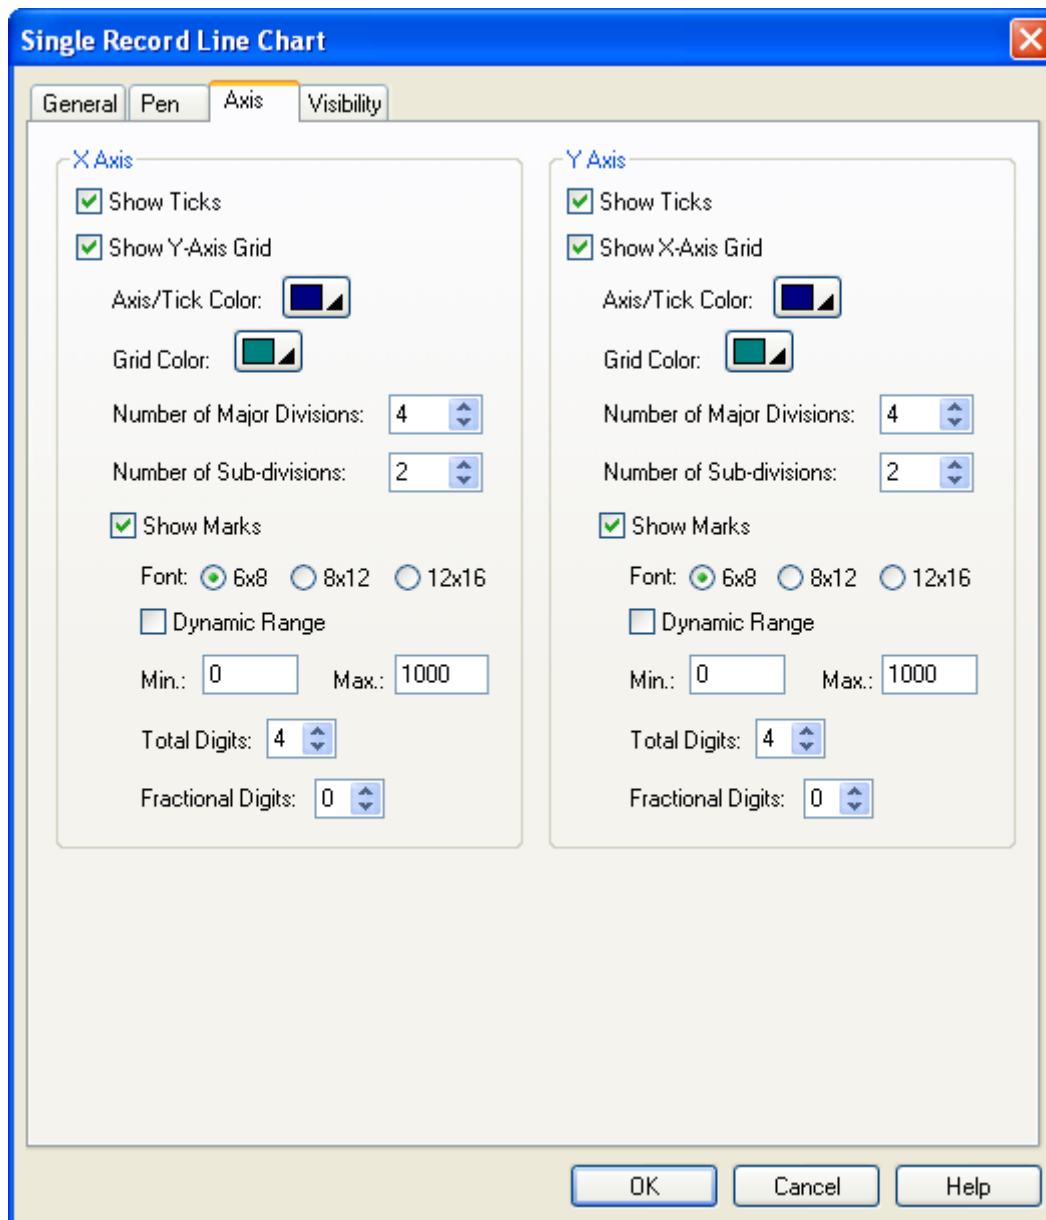 Single Record Line Chart
General Pen Axis Visibility
X Axis
Show Ticks
Show Y-Axis Grid
Axis/Tick Color:
Grid Color:
Number of Major Divisions: 4
Number of Sub-divisions: 2
Show Marks
Font: 6x8 8x12 12x16
Dynamic Range
Min.: 0 Max.: 1000
Total Digits: 4
Fractional Digits: 0
Y Axis
Show Ticks
Show X-Axis Grid
Axis/Tick Color:
Grid Color:
Number of Major Divisions: 4
Number of Sub-divisions: 2
Show Marks
Font: 6x8 8x12 12x16
Dynamic Range
Min.: 0 Max.: 1000
Total Digits: 4
Fractional Digits: 0
OK Cancel Help